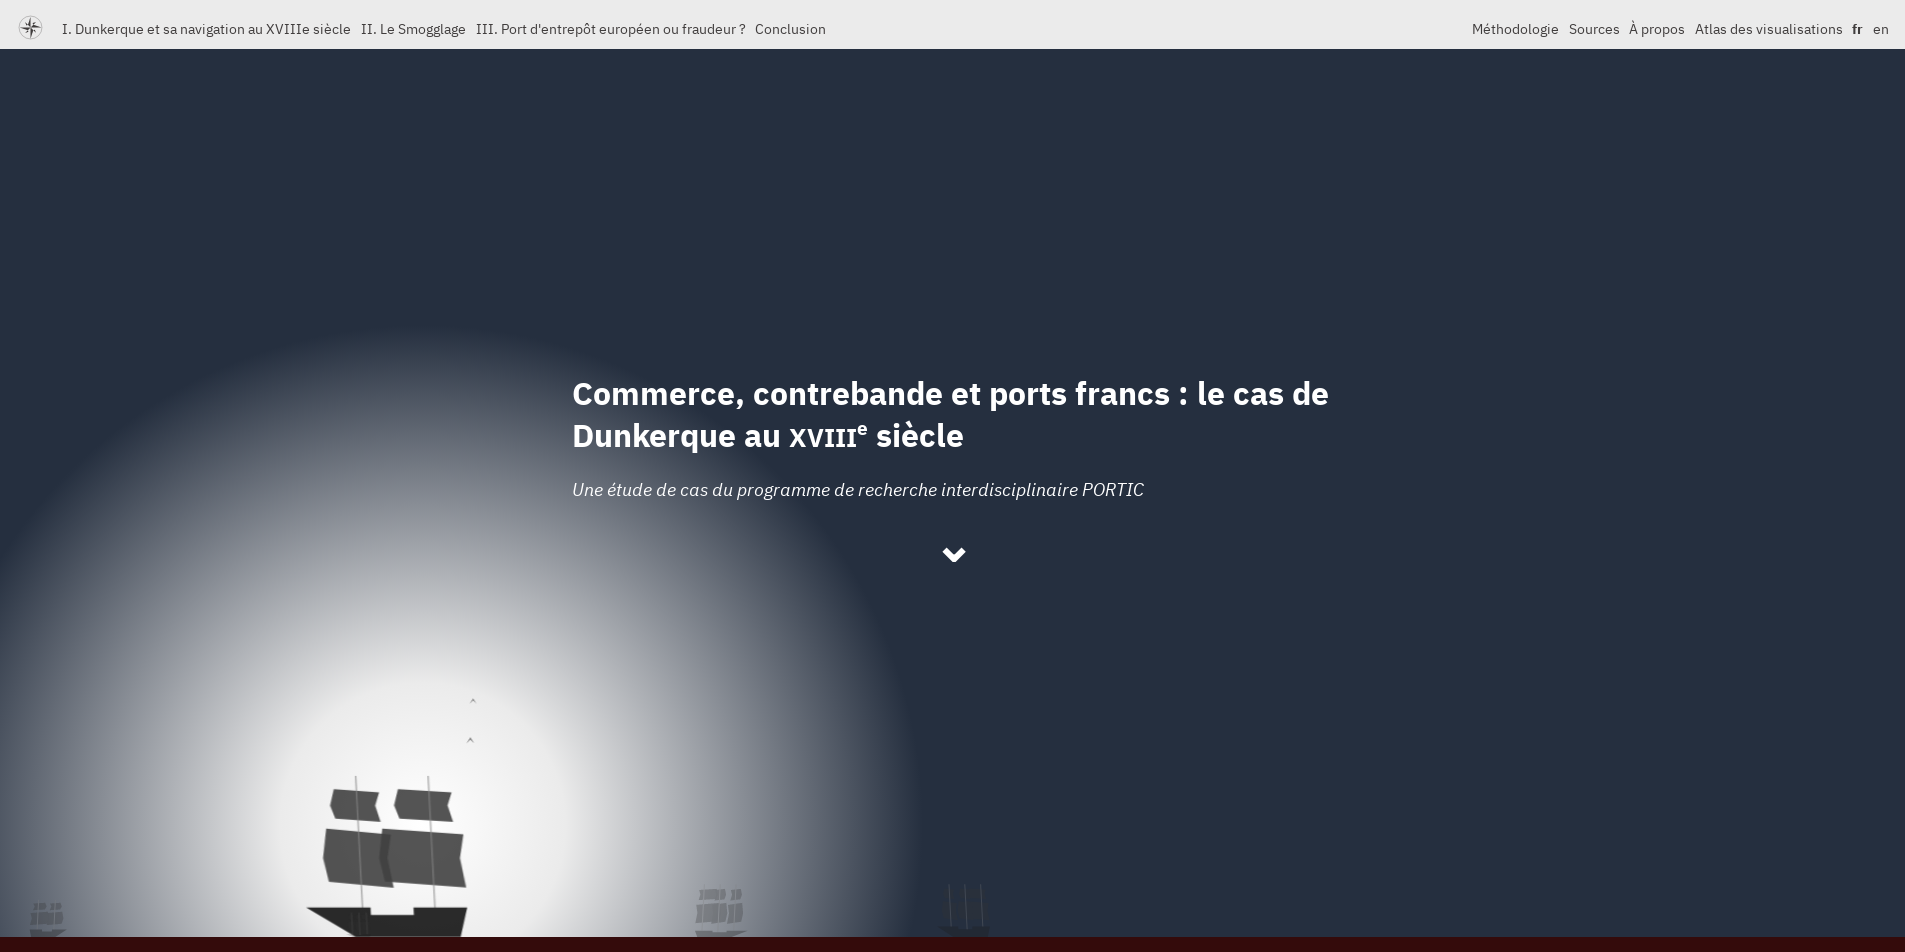 I. Dunkerque et sa navigation au XVIIIe siècle II. Le Smogglage III. Port d'entrepôt européen ou fraudeur ? Conclusion Méthodologie Sources À propos Atlas des visualisations fr en
Commerce, contrebande et ports francs : le cas de
Dunkerque au XVIIIe siècle
Une étude de cas du programme de recherche interdisciplinaire PORTIC